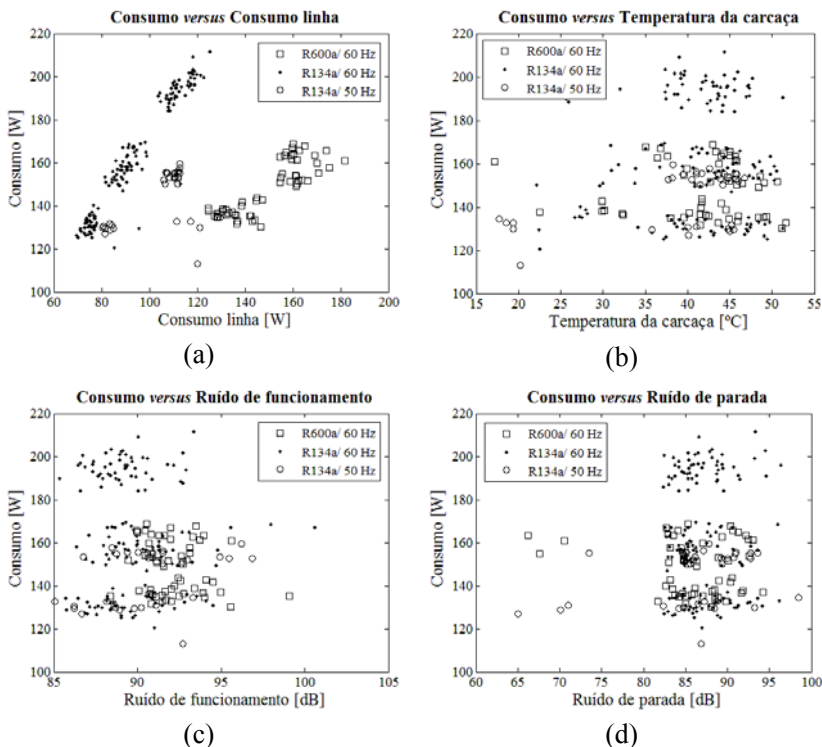 Consumo versus Consumo linha
220
200
180
160
140
120
100
Consumo [W]
R600a/ 60 Hz
R134a/ 60 Hz
R134a/ 50 Hz
60 80 100 120 140 160 180 200
Consumo linha [W]
(a)
Consumo versus Temperatura da carcaça
220
200
180
160
140
120
100
Consumo [W]
R600a/ 60 Hz
R134a/ 60 Hz
R134a/ 50 Hz
15 20 25 30 35 40 45 50 55
Temperatura da carcaça [ºC]
(b)
Consumo versus Ruído de funcionamento
220
200
180
160
140
120
100
Consumo [W]
R600a/ 60 Hz
R134a/ 60 Hz
R134a/ 50 Hz
85 90 95 100 105
Ruído de funcionamento [dB]
(c)
Consumo versus Ruído de parada
220
200
180
160
140
120
100
Consumo [W]
R600a/ 60 Hz
R134a/ 60 Hz
R134a/ 50 Hz
60 65 70 75 80 85 90 95 100
Ruído de parada [dB]
(d)